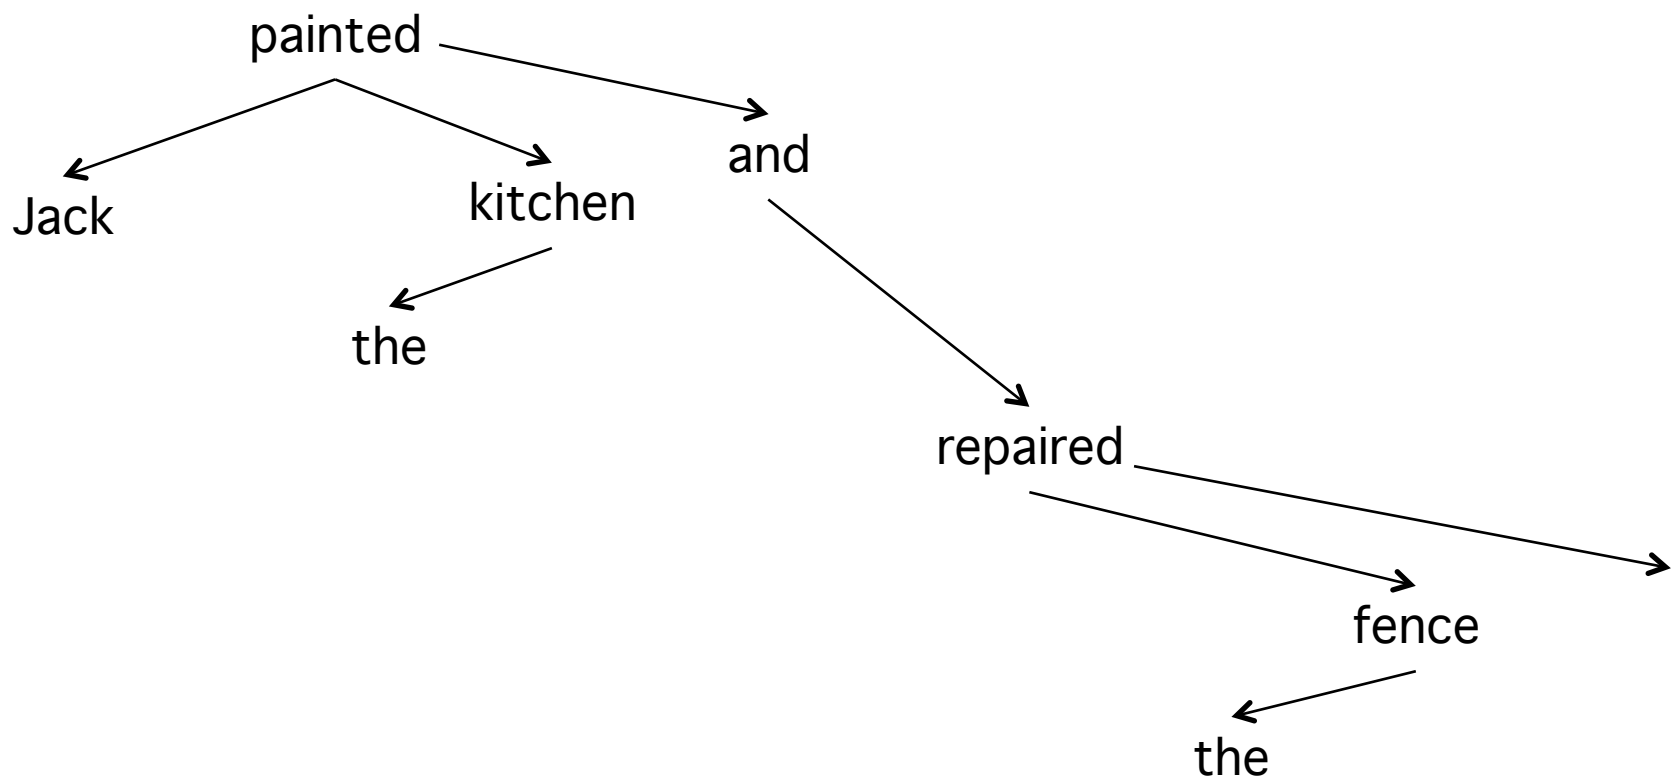 painted
and
Jack
kitchen
the
repaired
fence
the